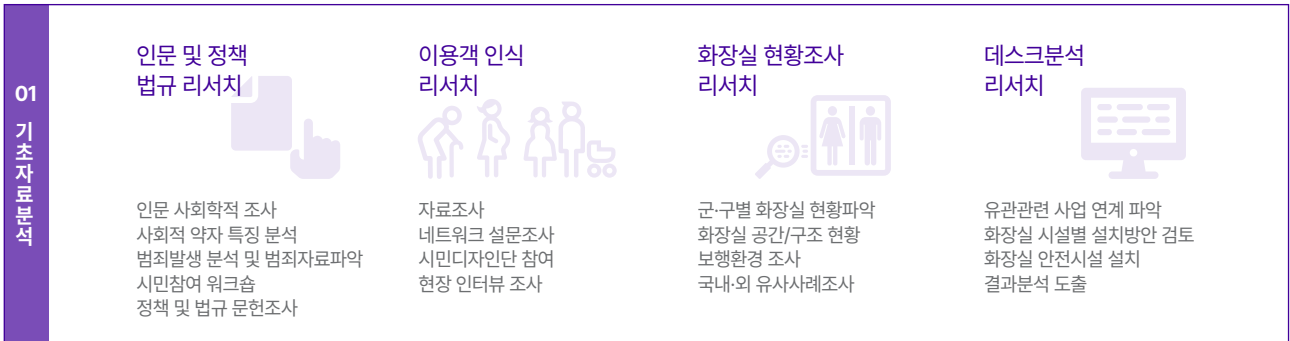 01
기초자료분석
인문 및 정책
법규 리서치
인문 사회학적 조사
사회적 약자 특징 분석
범죄발생 분석 및 범죄자료파악
시민참여 워크숍
정책 및 법규 문헌조사
이용객 인식
리서치
자료조사
네트워크 설문조사
시민디자인단 참여
현장 인터뷰 조사
화장실 현황조사
리서치
군·구별 화장실 현황파악
화장실 공간/구조 현황
보행환경 조사
국내·외 유사사례조사
데스크분석
리서치
유관관련 사업 연계 파악
화장실 시설별 설치방안 검토
화장실 안전시설 설치
결과분석 도출